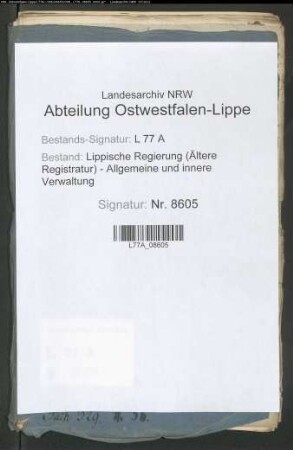 Landesarchiv NRW
Abteilung Ostwestfalen-Lippe
Bestands-Signatur: L 77 A
Bestand: Lippische Regierung (Ältere
Registratur) - Allgemeine und innere
Verwaltung
Signatur: Nr. 8605
L77A_08605